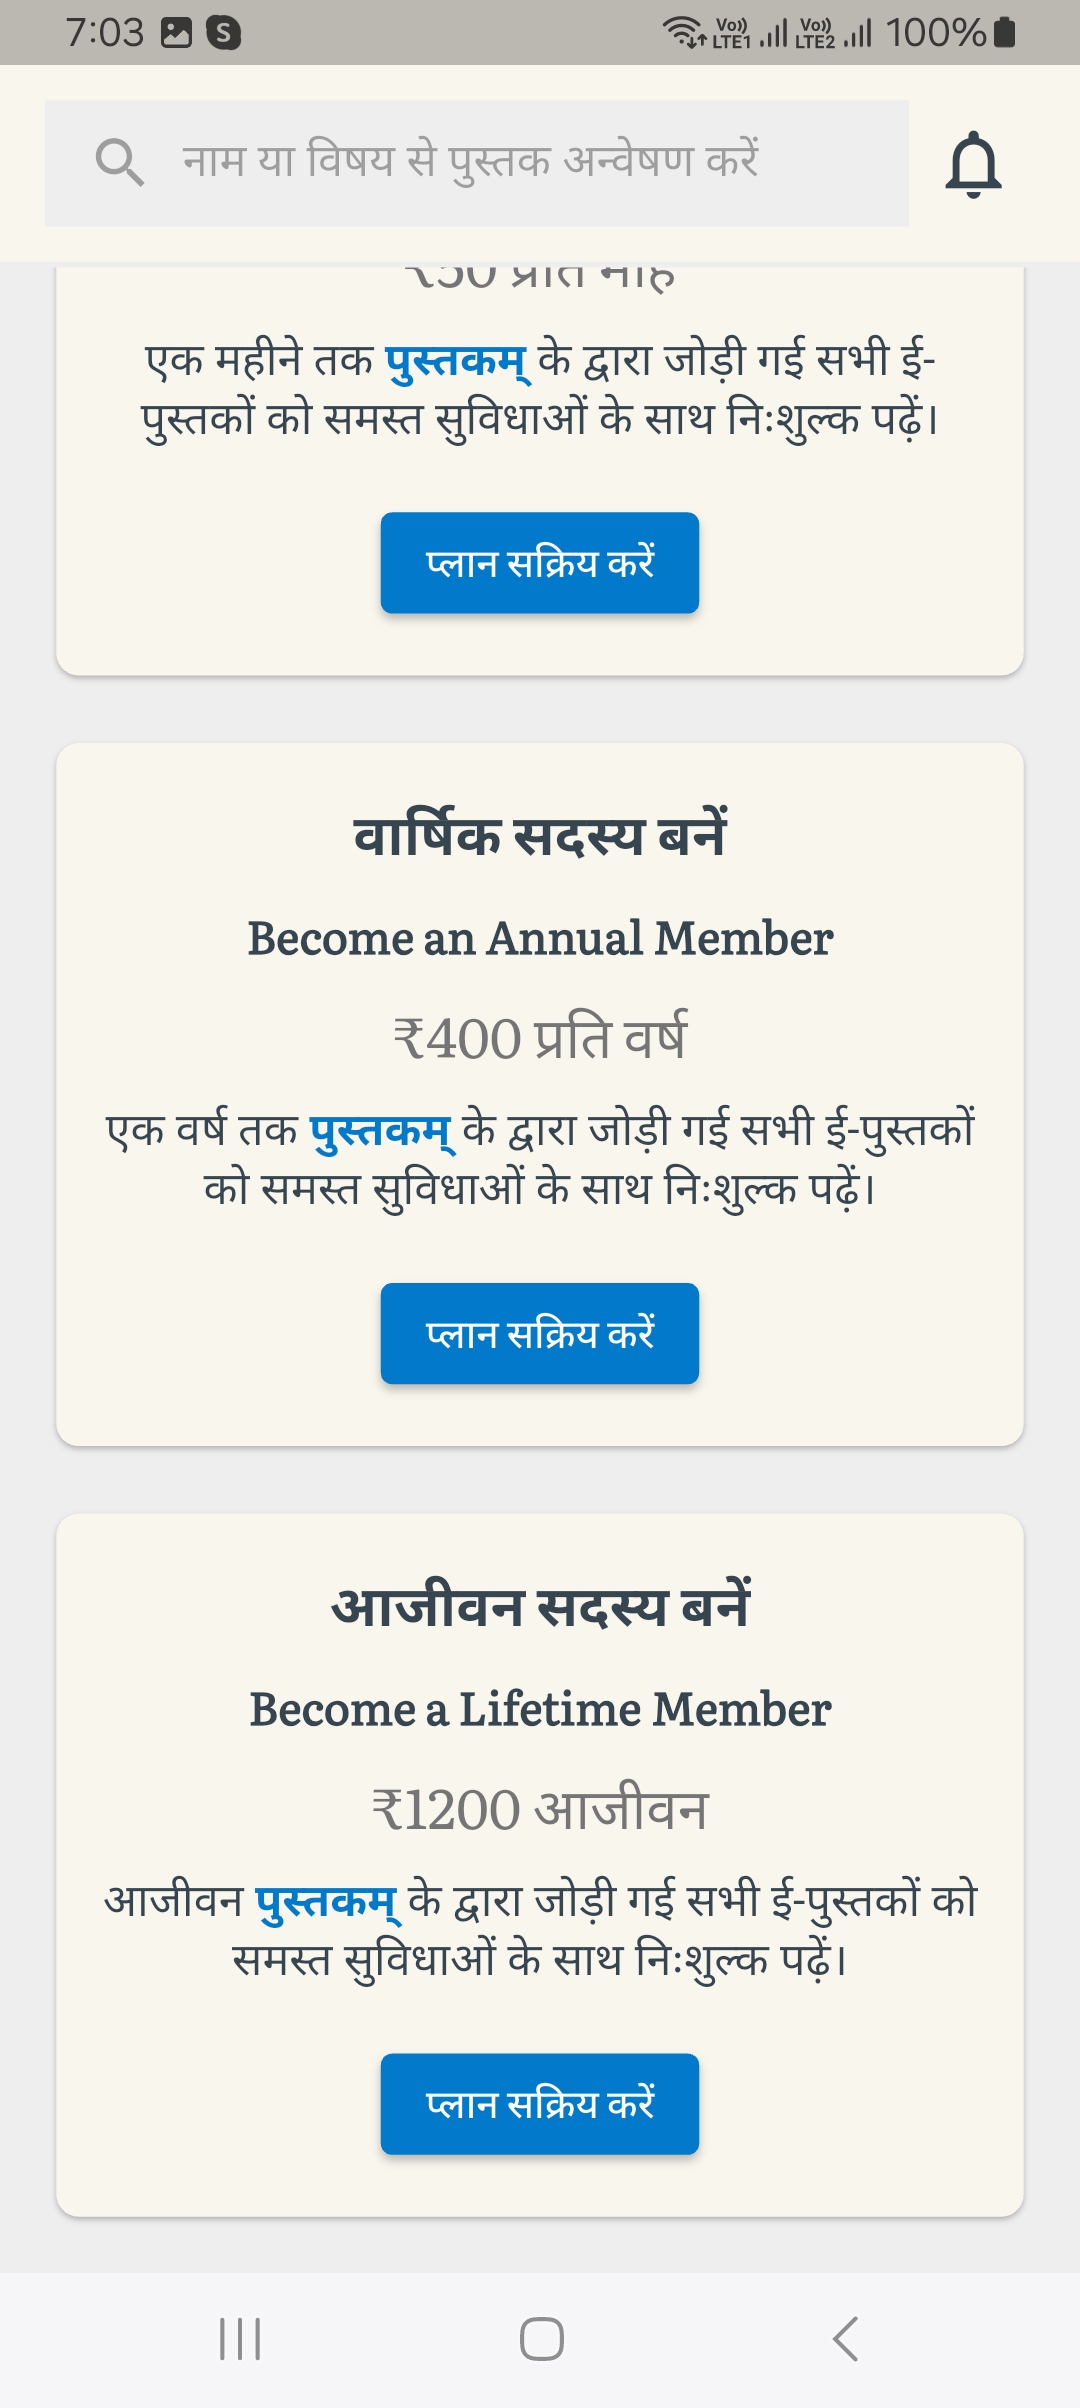 7:03
Vo)) LTE1 Vo)) LTE2 100%
नाम या विषय से पुस्तक अन्वेषण करें
₹50 प्रति माह
एक महीने तक पुस्तकम् के द्वारा जोड़ी गई सभी ई-
पुस्तकों को समस्त सुविधाओं के साथ निःशुल्क पढ़ें।
प्लान सक्रिय करें
वार्षिक सदस्य बनें
Become an Annual Member
₹400 प्रति वर्ष
एक वर्ष तक पुस्तकम् के द्वारा जोड़ी गई सभी ई-पुस्तकों
को समस्त सुविधाओं के साथ निःशुल्क पढ़ें।
प्लान सक्रिय करें
आजीवन सदस्य बनें
Become a Lifetime Member
₹1200 आजीवन
आजीवन पुस्तकम् के द्वारा जोड़ी गई सभी ई-पुस्तकों को
समस्त सुविधाओं के साथ निःशुल्क पढ़ें।
प्लान सक्रिय करें